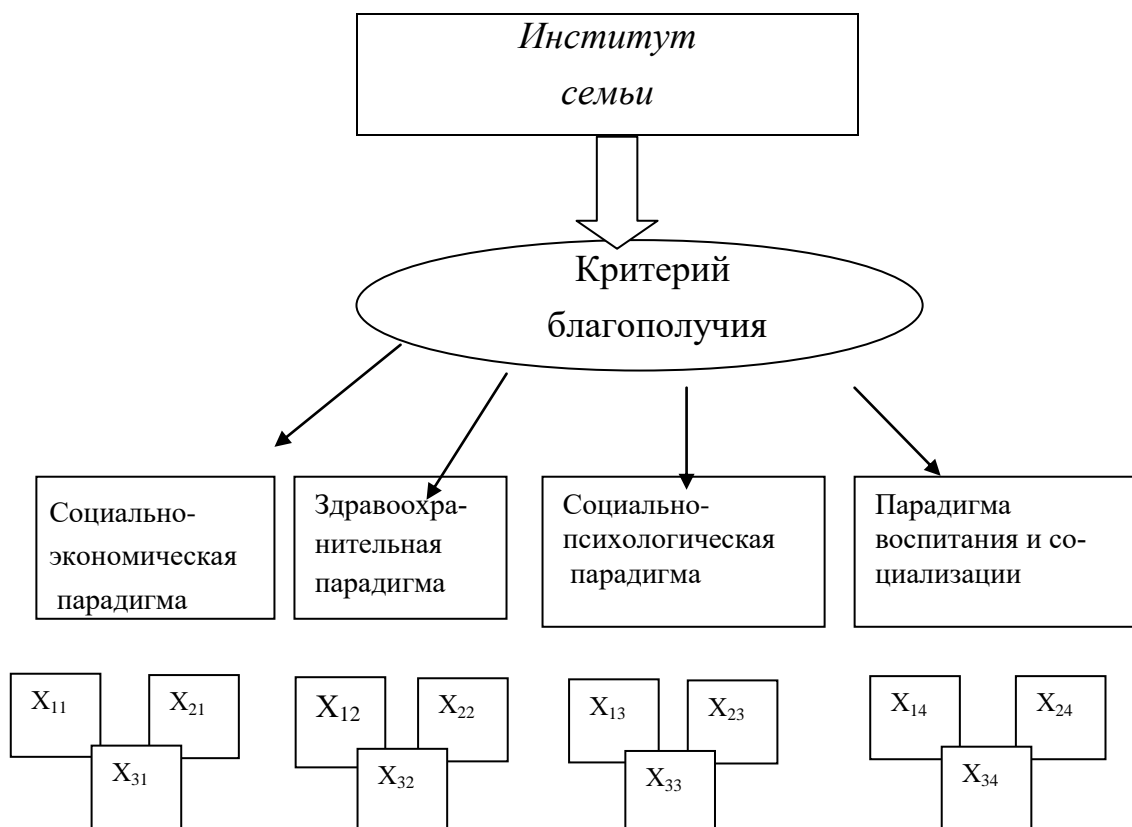 Институт
семьи
Критерий
благополучия
Социально-
экономическая
парадигма
Здравоохра-
нительная
парадигма
Социально-
психологическая
парадигма
Парадигма
воспитания и со-
циализации
X₁₁
X₂₁
X₃₁
X₁₂
X₂₂
X₃₂
X₁₃
X₂₃
X₃₃
X₁₄
X₂₄
X₃₄